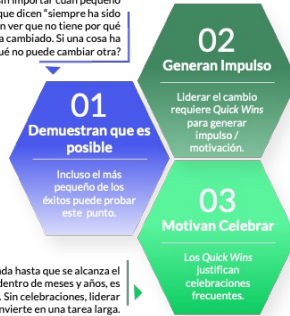 sin importar cuán pequeño
que dicen "siempre ha sido
n ver que no tiene por qué
a cambiado. Si una cosa ha
ué no puede cambiar otra?
01
Demuestran que es
posible
Incluso el más
pequeño de los
éxitos puede probar
este punto.
02
Generan Impulso
Liderar el cambio
requiere Quick Wins
para generar
impulso /
motivación.
03
Motivan Celebrar
Los Quick Wins
justifican
celebraciones
frecuentes.
da hasta que se alcanza el
dentro de meses y años, es
. Sin celebraciones, liderar
nvierte en una tarea larga.